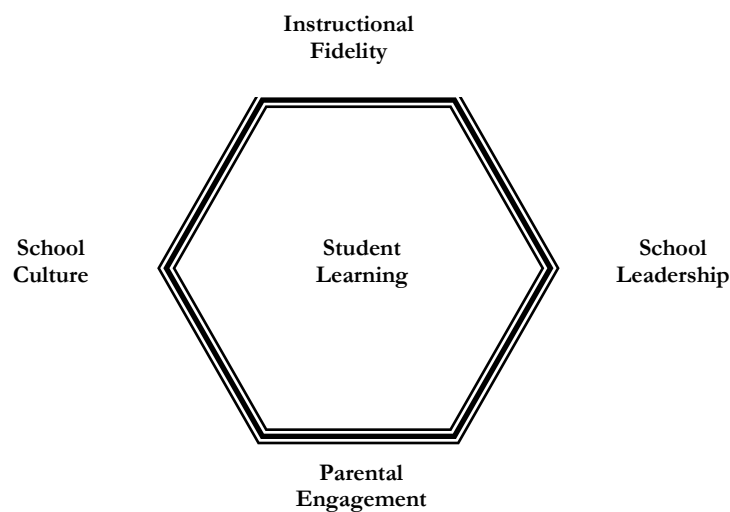 Instructional
Fidelity
School
Culture
Student
Learning
School
Leadership
Parental
Engagement